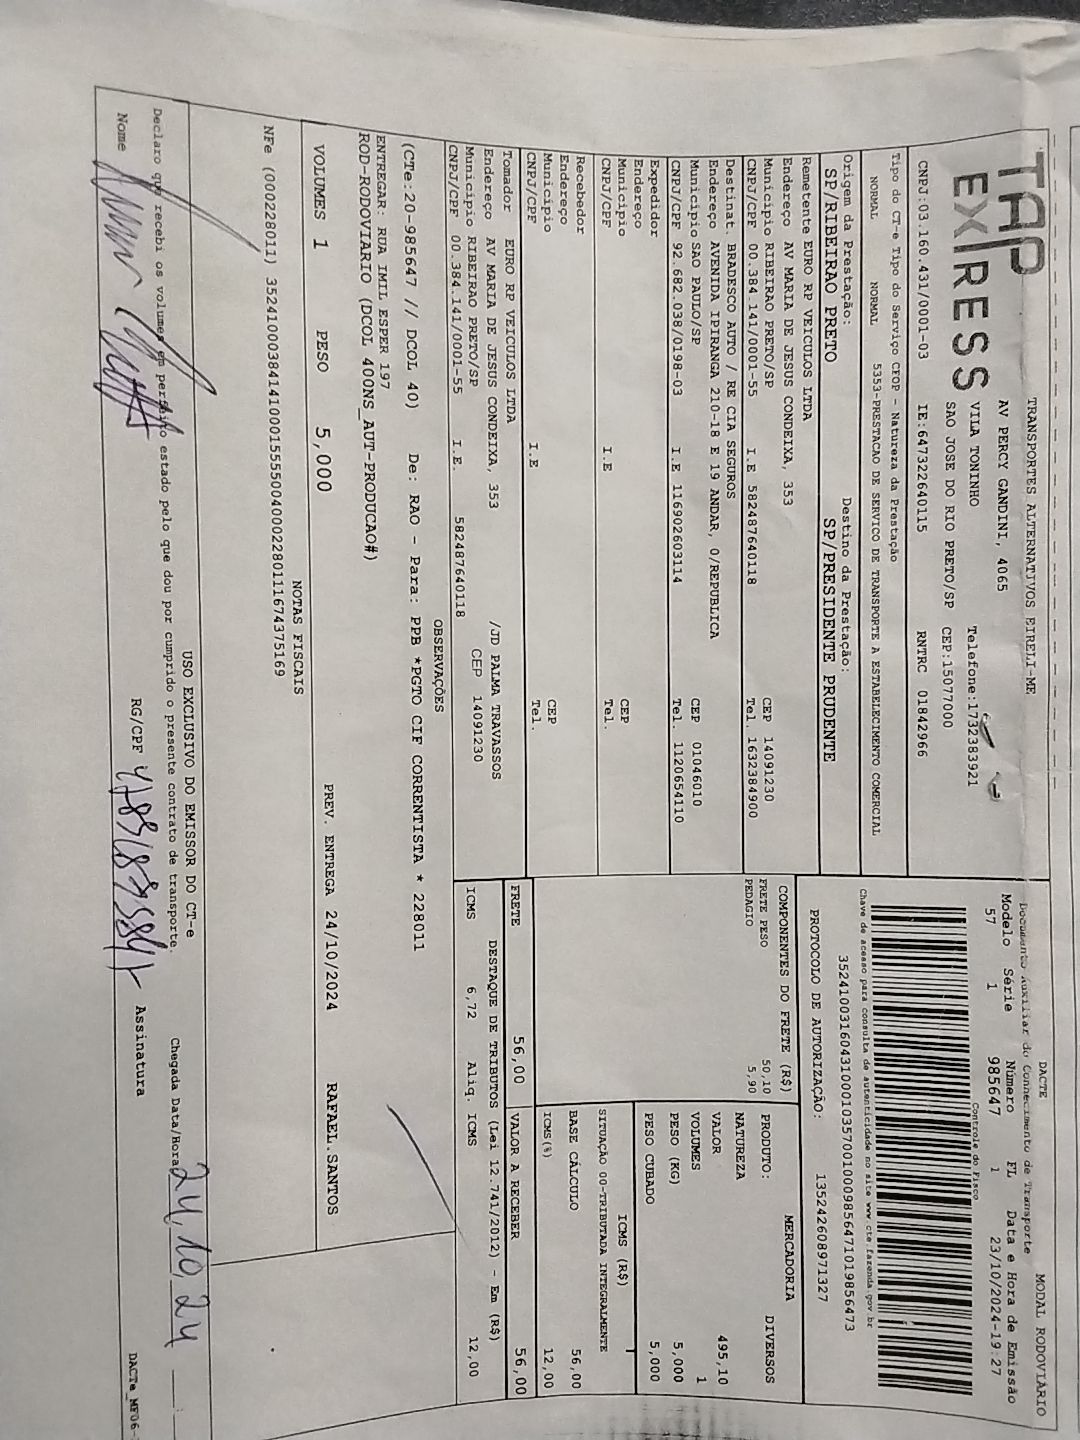 TAP EXPRESS
TRANSPORTES ALTERNATIVOS EIRELI-ME
AV PERCY GANDINI, 4065
VILA TONINHO Telefone:1732383921
SAO JOSE DO RIO PRETO/SP CEP:15077000
CNPJ:03.160.431/0001-03 IE:647322640115 RNTRC 01842966
DACTE MODAL RODOVIÁRIO
Documento Auxiliar do Conhecimento de Transporte
Modelo Série Número FL Data e Hora de Emissão
57 1 985647 1 23/10/2024-19:27
Controle do Fisco
Chave de acesso para consulta de autenticidade no site www.cte.fazenda.gov.br
35241003160431000103570010009856471019856473
PROTOCOLO DE AUTORIZAÇÃO: 135242608971327
Tipo do CT-e Tipo do Serviço CFOP - Natureza da Prestação
NORMAL NORMAL 5353-PRESTACAO DE SERVICO DE TRANSPORTE A ESTABELECIMENTO COMERCIAL
Origem da Prestação: Destino da Prestação:
SP/RIBEIRAO PRETO SP/PRESIDENTE PRUDENTE
Remetente EURO RP VEICULOS LTDA
Endereço AV MARIA DE JESUS CONDEIXA, 353
Município RIBEIRAO PRETO/SP CEP 14091230
CNPJ/CPF 00.384.141/0001-55 I.E 582487640118 Tel. 1632384900
Destinat. BRADESCO AUTO / RE CIA SEGUROS
Endereço AVENIDA IPIRANGA 210-18 E 19 ANDAR, 0/REPUBLICA
Município SAO PAULO/SP CEP 01046010
CNPJ/CPF 92.682.038/0198-03 I.E 116902603114 Tel. 1120654110
Expedidor
Endereço
Município CEP
CNPJ/CPF I.E Tel.
Recebedor
Endereço
Município CEP
CNPJ/CPF I.E Tel.
Tomador EURO RP VEICULOS LTDA
Endereço AV MARIA DE JESUS CONDEIXA, 353 /JD PALMA TRAVASSOS
Município RIBEIRAO PRETO/SP CEP 14091230
CNPJ/CPF 00.384.141/0001-55 I.E. 582487640118
COMPONENTES DO FRETE (R$)
FRETE PESO 50,10
PEDAGIO 5,90
MERCADORIA
PRODUTO: DIVERSOS
NATUREZA
VALOR 495,10
VOLUMES 1
PESO (KG) 5,000
PESO CUBADO 5,000
ICMS (R$)
SITUAÇÃO 00-TRIBUTADA INTEGRALMENTE
BASE CÁLCULO 56,00
ICMS(%) 12,00
FRETE 56,00 VALOR A RECEBER 56,00
DESTAQUE DE TRIBUTOS (Lei 12.741/2012) - Em (R$)
ICMS 6,72 Aliq. ICMS 12,00
OBSERVAÇÕES
(CTe:20-985647 // DCOL 40) De: RAO - Para: PPB *PGTO CIF CORRENTISTA * 228011
ENTREGAR: RUA IMIL ESPER 197
ROD-RODOVIARIO (DCOL 400NS_AUT-PRODUCAO#)
VOLUMES 1 PESO 5,000 PREV. ENTREGA 24/10/2024 RAFAEL.SANTOS
NOTAS FISCAIS
NFe (000228011) 35241000384141000155550040002280111674375169
USO EXCLUSIVO DO EMISSOR DO CT-e
Declaro que recebi os volumes em perfeito estado pelo que dou por cumprido o presente contrato de transporte. Chegada Data/Hora 24,10,24
Nome RG/CPF Assinatura